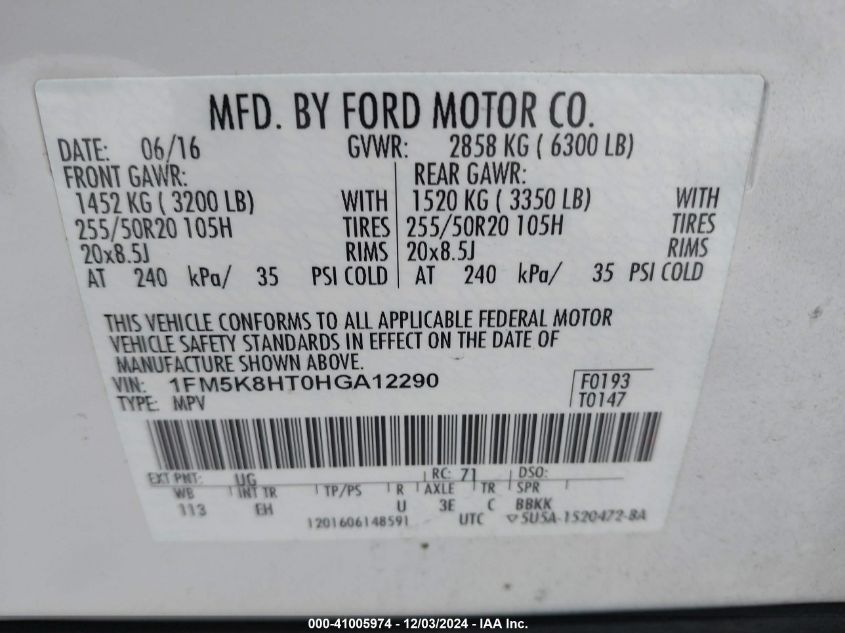 MFD. BY FORD MOTOR CO.
DATE: 06/16 GVWR: 2858 KG ( 6300 LB)
FRONT GAWR: REAR GAWR:
1452 KG ( 3200 LB) WITH 1520 KG ( 3350 LB) WITH
255/50R20 105H TIRES 255/50R20 105H TIRES
20x8.5J RIMS 20x8.5J RIMS
AT 240 kPa/ 35 PSI COLD AT 240 kPa/ 35 PSI COLD
THIS VEHICLE CONFORMS TO ALL APPLICABLE FEDERAL MOTOR
VEHICLE SAFETY STANDARDS IN EFFECT ON THE DATE OF
MANUFACTURE SHOWN ABOVE.
VIN: 1FM5K8HT0HGA12290 F0193
TYPE: MPV T0147
EXT PNT: UG RC: 71 DSO:
WB INT TR TP/PS R AXLE TR SPR
113 EH U 3E C BBKK
1201606148591 UTC ▽5U5A-1520472-BA
000-41005974 - 12/03/2024 - IAA Inc.